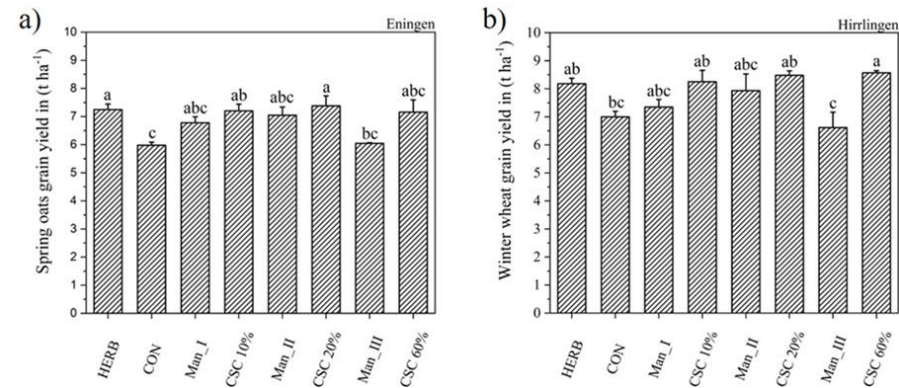 a)
Eningen
Spring oats grain yield in (t ha⁻¹)
10
9
8
7
6
5
4
3
2
1
0
a
c
abc
ab
abc
a
bc
abc
HERB
CON
Man_I
CSC 10%
Man_II
CSC 20%
Man_III
CSC 60%
b)
Hirrlingen
Winter wheat grain yield in (t ha⁻¹)
10
9
8
7
6
5
4
3
2
1
0
ab
bc
abc
ab
abc
ab
c
a
HERB
CON
Man_I
CSC 10%
Man_II
CSC 20%
Man_III
CSC 60%